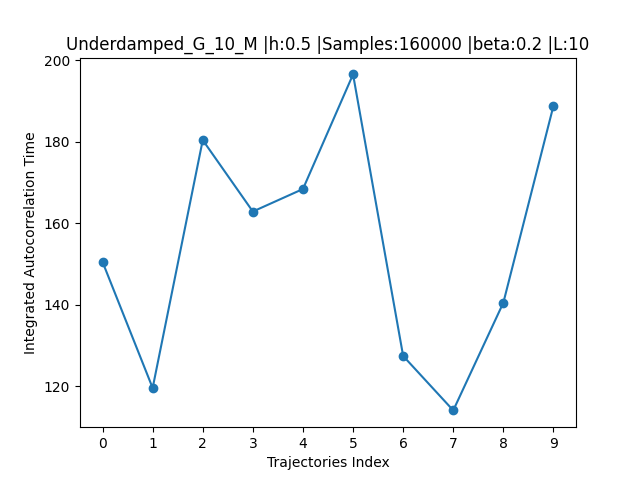 Underdamped_G_10_M |h:0.5 |Samples:160000 |beta:0.2 |L:10
200
180
160
140
120
Integrated Autocorrelation Time
0 1 2 3 4 5 6 7 8 9
Trajectories Index